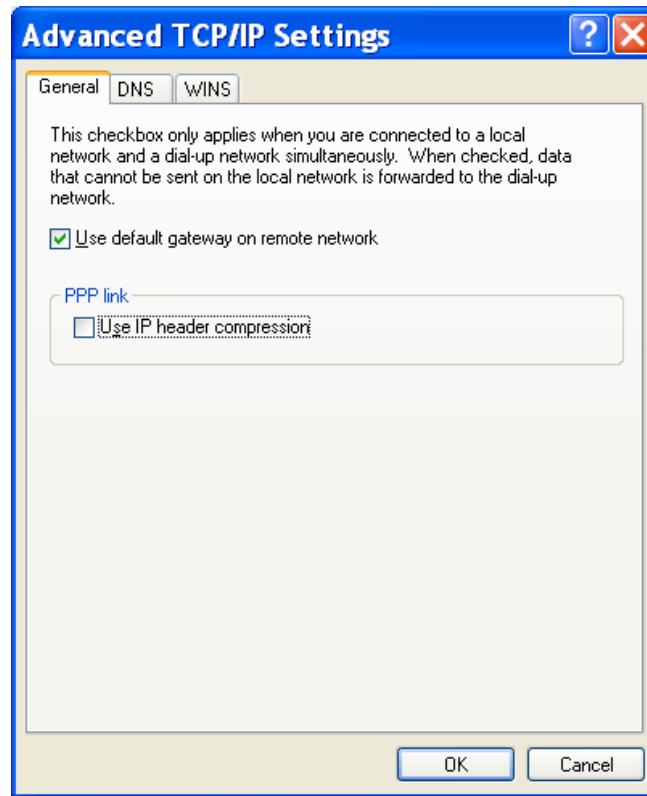 Advanced TCP/IP Settings
General DNS WINS
This checkbox only applies when you are connected to a local
network and a dial-up network simultaneously. When checked, data
that cannot be sent on the local network is forwarded to the dial-up
network.
Use default gateway on remote network
PPP link
Use IP header compression
OK Cancel